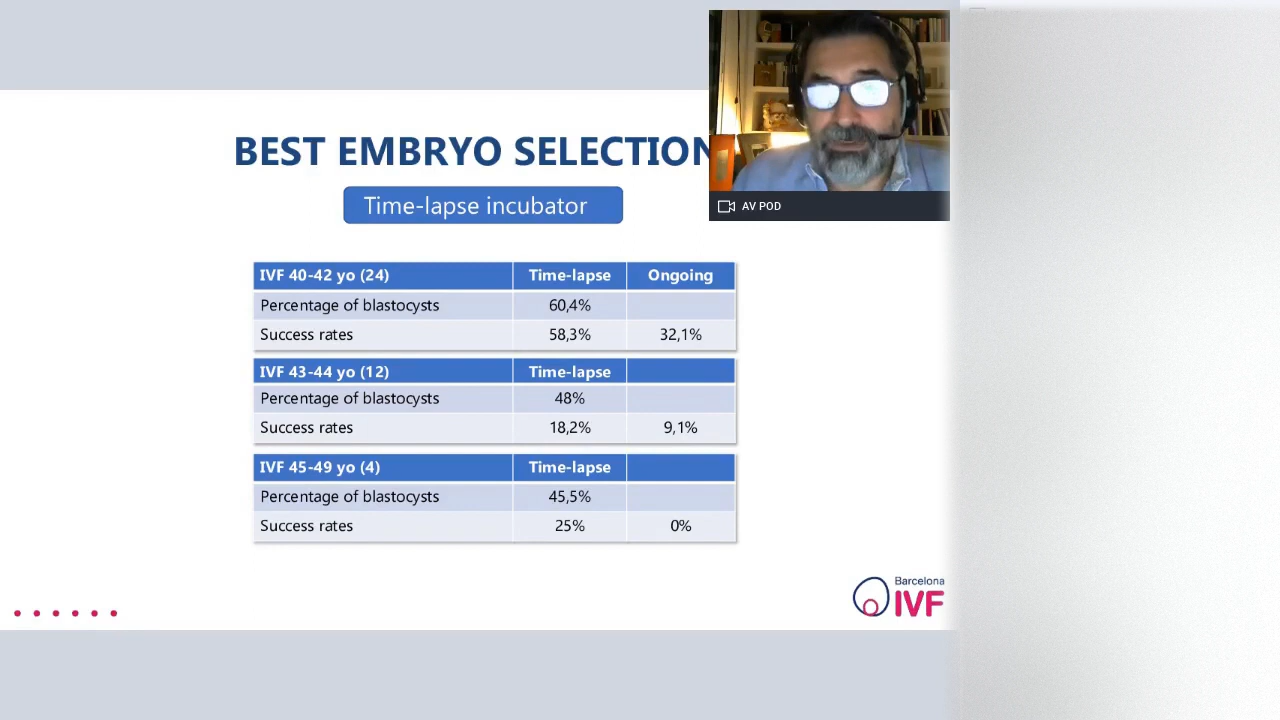 BEST EMBRYO SELECTION
AV POD
Time-lapse incubator
IVF 40-42 yo (24) Time-lapse Ongoing
Percentage of blastocysts 60,4%
Success rates 58,3% 32,1%
IVF 43-44 yo (12) Time-lapse
Percentage of blastocysts 48%
Success rates 18,2% 9,1%
IVF 45-49 yo (4) Time-lapse
Percentage of blastocysts 45,5%
Success rates 25% 0%
Barcelona
IVF